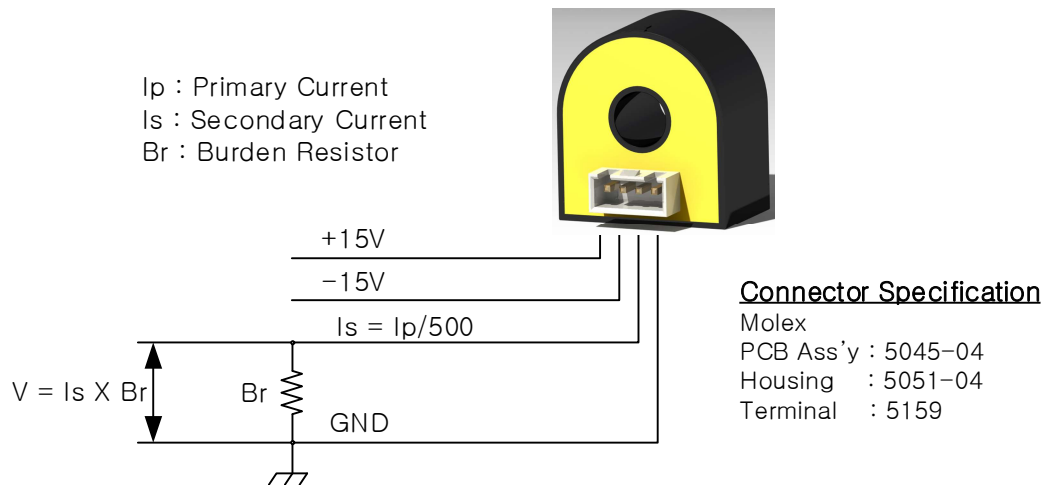 Ip : Primary Current
Is : Secondary Current
Br : Burden Resistor
+15V
-15V
Is = Ip/500
V = Is X Br
Br
GND
Connector Specification
Molex
PCB Ass'y : 5045-04
Housing : 5051-04
Terminal : 5159